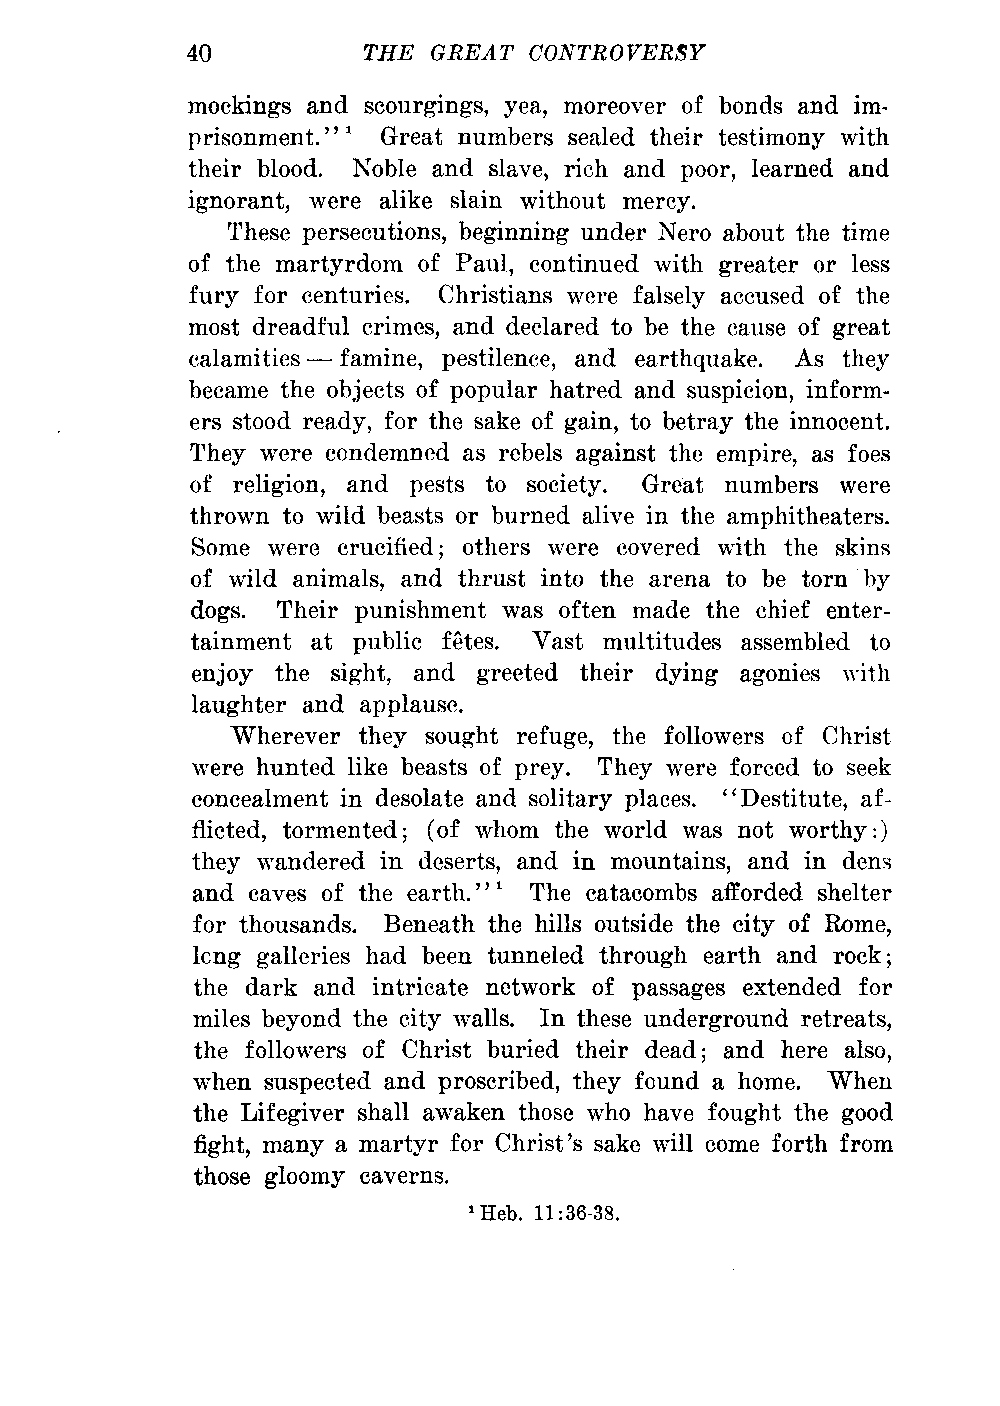 40 THE GREAT CONTROVERSY
mockings and scourgings, yea, moreover of bonds and im-
prisonment.'' ¹ Great numbers sealed their testimony with
their blood. Noble and slave, rich and poor, learned and
ignorant, were alike slain without mercy.
These persecutions, beginning under Nero about the time
of the martyrdom of Paul, continued with greater or less
fury for centuries. Christians were falsely accused of the
most dreadful crimes, and declared to be the cause of great
calamities — famine, pestilence, and earthquake. As they
became the objects of popular hatred and suspicion, inform-
ers stood ready, for the sake of gain, to betray the innocent.
They were condemned as rebels against the empire, as foes
of religion, and pests to society. Great numbers were
thrown to wild beasts or burned alive in the amphitheaters.
Some were crucified; others were covered with the skins
of wild animals, and thrust into the arena to be torn by
dogs. Their punishment was often made the chief enter-
tainment at public fêtes. Vast multitudes assembled to
enjoy the sight, and greeted their dying agonies with
laughter and applause.
Wherever they sought refuge, the followers of Christ
were hunted like beasts of prey. They were forced to seek
concealment in desolate and solitary places. ''Destitute, af-
flicted, tormented; (of whom the world was not worthy:)
they wandered in deserts, and in mountains, and in dens
and caves of the earth.'' ¹ The catacombs afforded shelter
for thousands. Beneath the hills outside the city of Rome,
long galleries had been tunneled through earth and rock;
the dark and intricate network of passages extended for
miles beyond the city walls. In these underground retreats,
the followers of Christ buried their dead; and here also,
when suspected and proscribed, they found a home. When
the Lifegiver shall awaken those who have fought the good
fight, many a martyr for Christ's sake will come forth from
those gloomy caverns.
¹ Heb. 11:36-38.